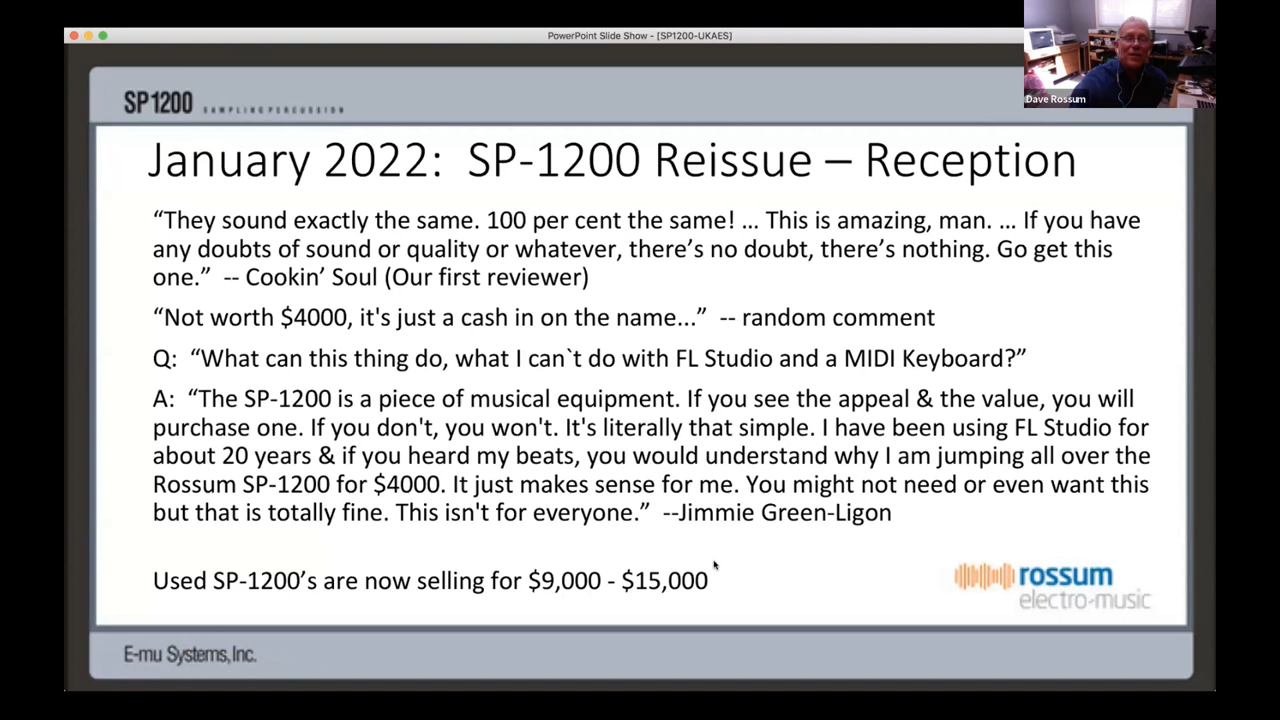 PowerPoint Slide Show - [SP1200-UKAES]
Dave Rossum
SP1200 SAMPLING PERCUSSION
January 2022:  SP-1200 Reissue – Reception
“They sound exactly the same. 100 per cent the same! … This is amazing, man. … If you have
any doubts of sound or quality or whatever, there’s no doubt, there’s nothing. Go get this
one.”  -- Cookin’ Soul (Our first reviewer)
“Not worth $4000, it's just a cash in on the name...”  -- random comment
Q:  “What can this thing do, what I can`t do with FL Studio and a MIDI Keyboard?”
A:  “The SP-1200 is a piece of musical equipment. If you see the appeal & the value, you will
purchase one. If you don't, you won't. It's literally that simple. I have been using FL Studio for
about 20 years & if you heard my beats, you would understand why I am jumping all over the
Rossum SP-1200 for $4000. It just makes sense for me. You might not need or even want this
but that is totally fine. This isn't for everyone.”  --Jimmie Green-Ligon
Used SP-1200’s are now selling for $9,000 - $15,000
rossum
electro-music
E-mu Systems, Inc.